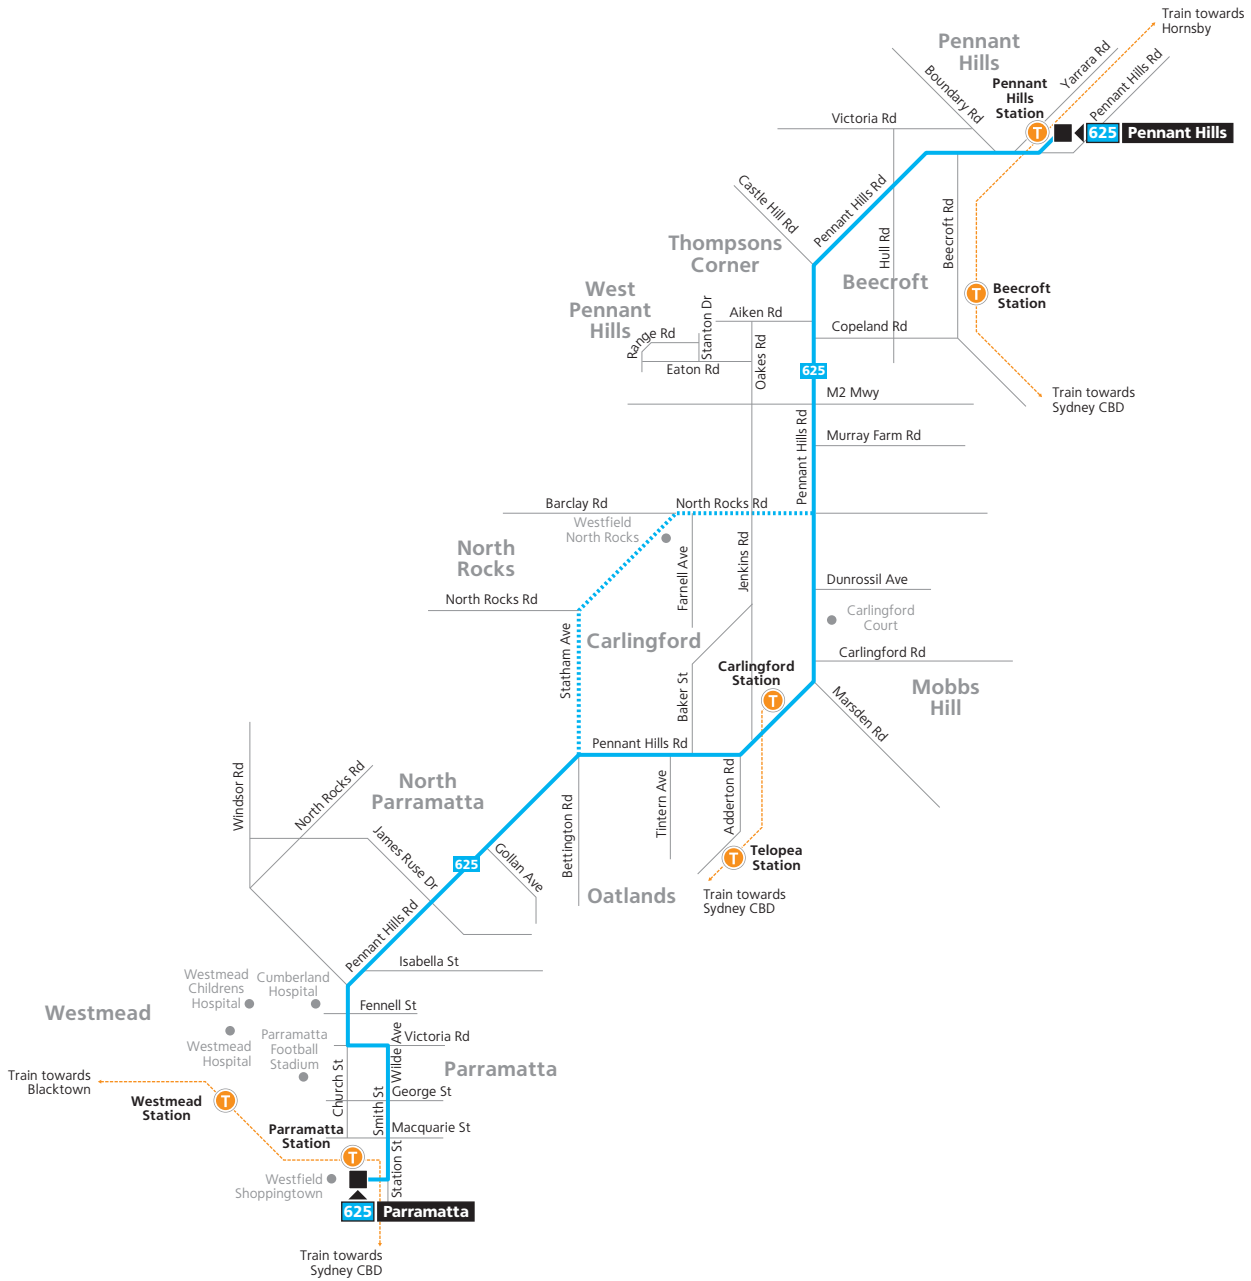 Train towards
Hornsby
Pennant
Hills
Yarrara Rd
Pennant Hills Rd
Boundary Rd
Pennant
Hills
Station
T
625 Pennant Hills
Victoria Rd
Castle Hill Rd
Pennant Hills Rd
Hull Rd
Beecroft Rd
Thompsons
Corner
Beecroft
T
Beecroft
Station
West
Pennant
Hills
Stanton Dr
Aiken Rd
Copeland Rd
Range Rd
Eaton Rd
Oakes Rd
625
M2 Mwy
Train towards
Sydney CBD
Pennant Hills Rd
Murray Farm Rd
Barclay Rd
North Rocks Rd
Westfield
North Rocks
North
Rocks
Farnell Ave
Jenkins Rd
Dunrossil Ave
North Rocks Rd
Carlingford
Court
Statham Ave
Carlingford
Carlingford Rd
Carlingford
Station
T
Mobbs
Hill
Baker St
Marsden Rd
Pennant Hills Rd
Windsor Rd
North Rocks Rd
North
Parramatta
Bettington Rd
Tintern Ave
Adderton Rd
James Ruse Dr
625
Gollan Ave
T
Telopea
Station
Oatlands
Train towards
Sydney CBD
Pennant Hills Rd
Isabella St
Westmead
Childrens
Hospital
Cumberland
Hospital
Westmead
Fennell St
Westmead
Hospital
Parramatta
Football
Stadium
Wilde Ave
Victoria Rd
Parramatta
Train towards
Blacktown
Westmead
Station
T
Church St
Smith St
George St
Macquarie St
Parramatta
Station
T
Station St
Westfield
Shoppingtown
625 Parramatta
Train towards
Sydney CBD